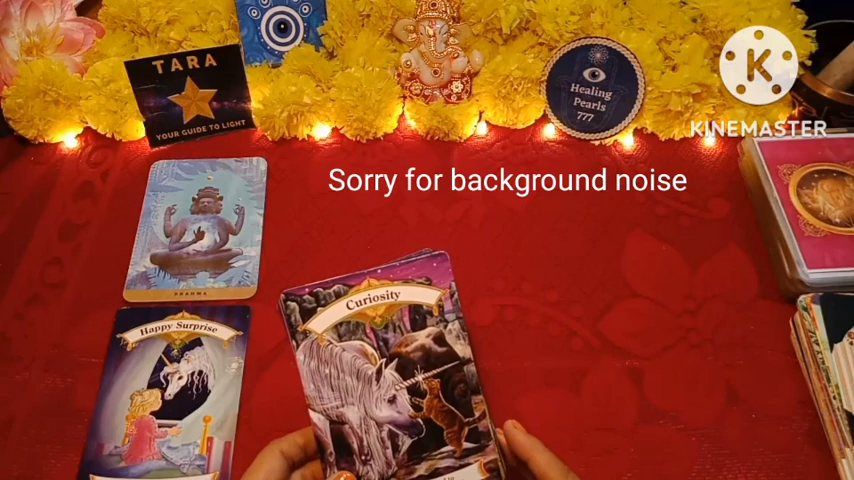 TARA
YOUR GUIDE TO LIGHT
Healing
Pearls
777
KINEMASTER
Sorry for background noise
BRAHMA
Happy Surprise
Curiosity